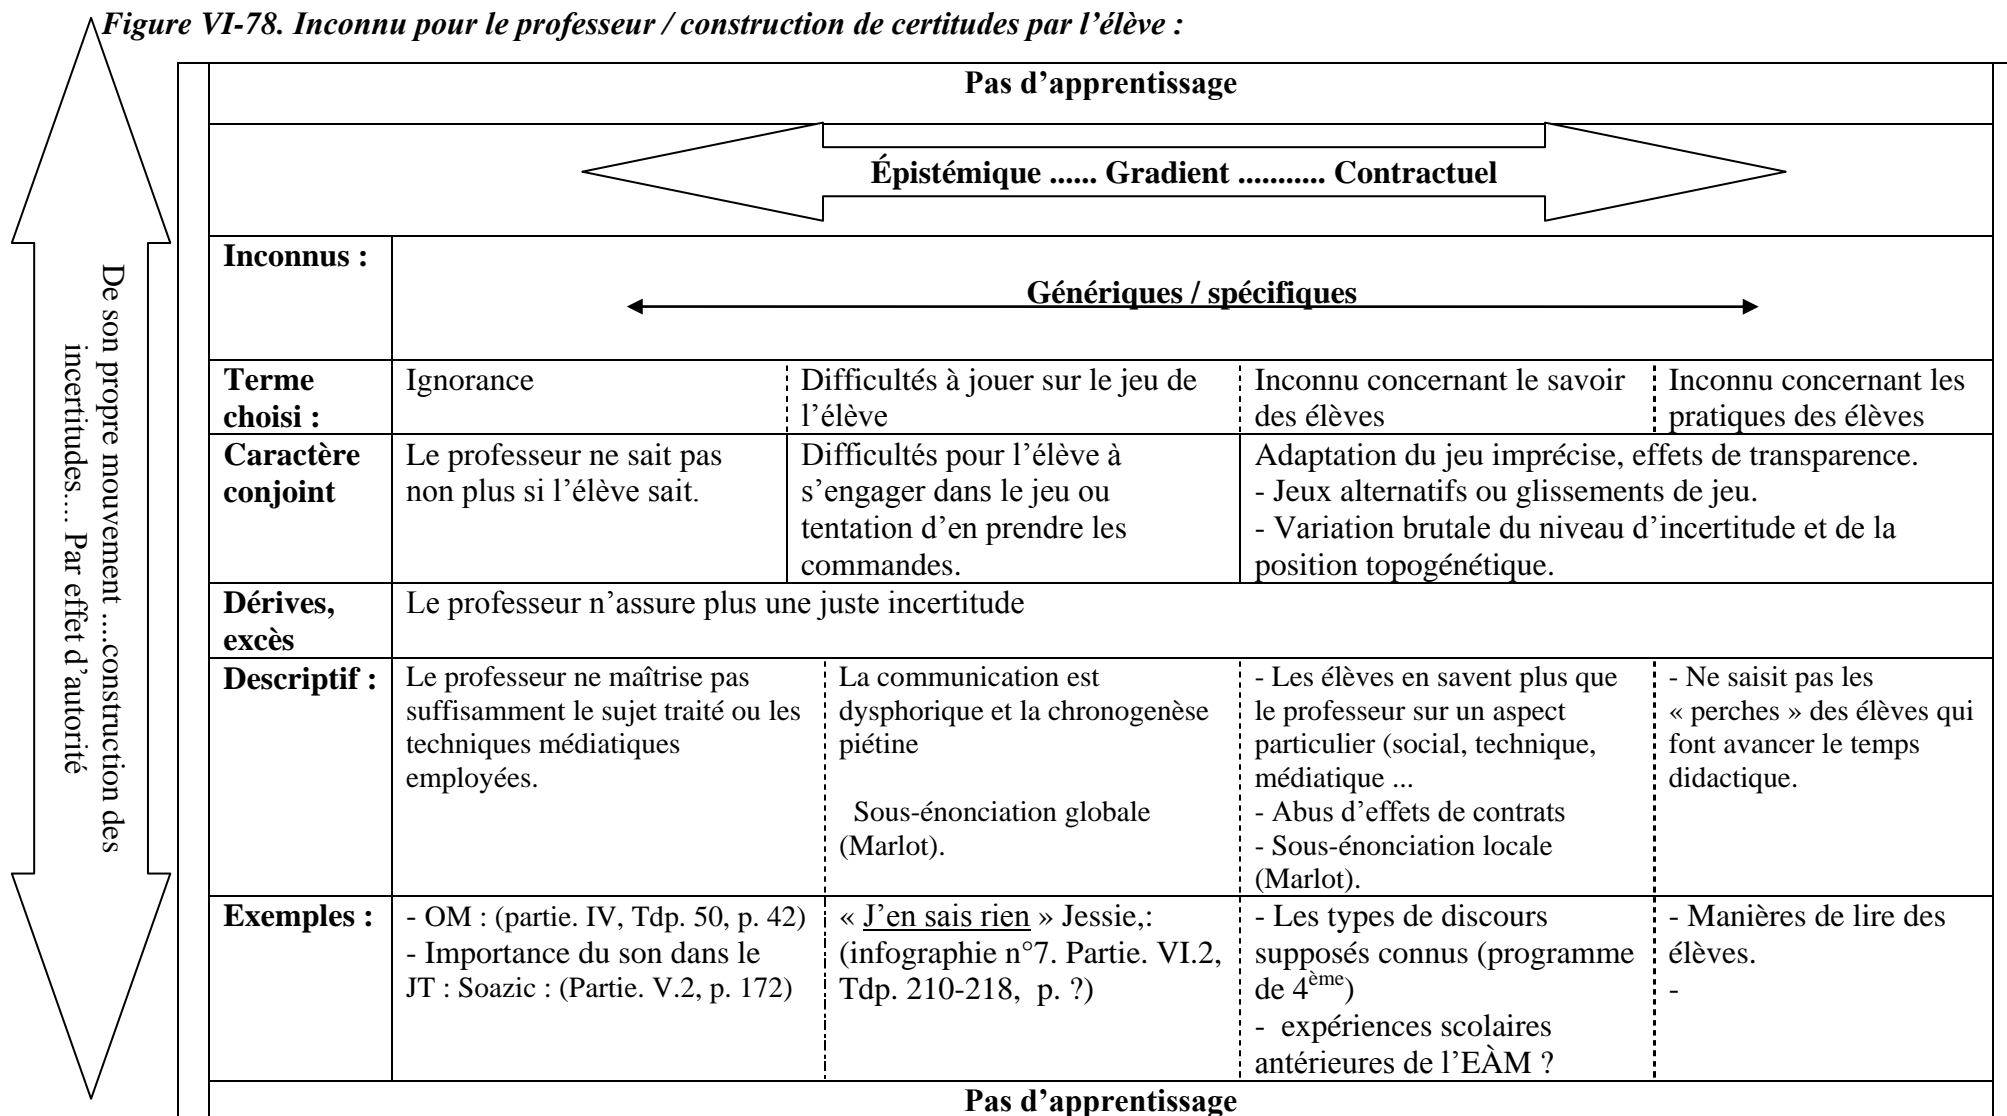 Figure VI-78. Inconnu pour le professeur / construction de certitudes par l’élève :
De son propre mouvement ....construction des
incertitudes.... Par effet d’autorité
Pas d’apprentissage
Épistémique ...... Gradient ........... Contractuel
Inconnus :
Génériques / spécifiques
Terme
choisi :
Ignorance
Difficultés à jouer sur le jeu de
l’élève
Inconnu concernant le savoir
des élèves
Inconnu concernant les
pratiques des élèves
Caractère
conjoint
Le professeur ne sait pas
non plus si l’élève sait.
Difficultés pour l’élève à
s’engager dans le jeu ou
tentation d’en prendre les
commandes.
Adaptation du jeu imprécise, effets de transparence.
- Jeux alternatifs ou glissements de jeu.
- Variation brutale du niveau d’incertitude et de la
position topogénétique.
Dérives,
excès
Le professeur n’assure plus une juste incertitude
Descriptif :
Le professeur ne maîtrise pas
suffisamment le sujet traité ou les
techniques médiatiques
employées.
La communication est
dysphorique et la chronogenèse
piétine
Sous-énonciation globale
(Marlot).
- Les élèves en savent plus que
le professeur sur un aspect
particulier (social, technique,
médiatique ...
- Abus d’effets de contrats
- Sous-énonciation locale
(Marlot).
- Ne saisit pas les
« perches » des élèves qui
font avancer le temps
didactique.
Exemples :
- OM : (partie. IV, Tdp. 50, p. 42)
- Importance du son dans le
JT : Soazic : (Partie. V.2, p. 172)
« J’en sais rien » Jessie,:
(infographie n°7. Partie. VI.2,
Tdp. 210-218, p. ?)
- Les types de discours
supposés connus (programme
de 4ème)
- expériences scolaires
antérieures de l’EÀM ?
- Manières de lire des
élèves.
-
Pas d’apprentissage